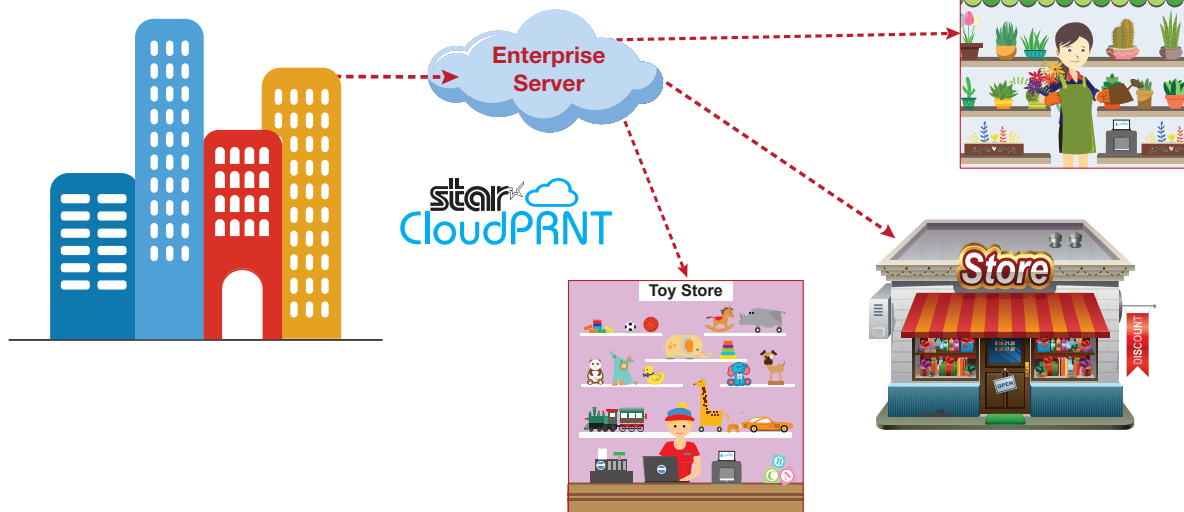 Enterprise
Server
star
CloudPRNT
Toy Store
Store
DISCOUNT
OPEN
B
C
A